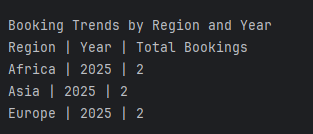 Booking Trends by Region and Year
Region | Year | Total Bookings
Africa | 2025 | 2
Asia | 2025 | 2
Europe | 2025 | 2